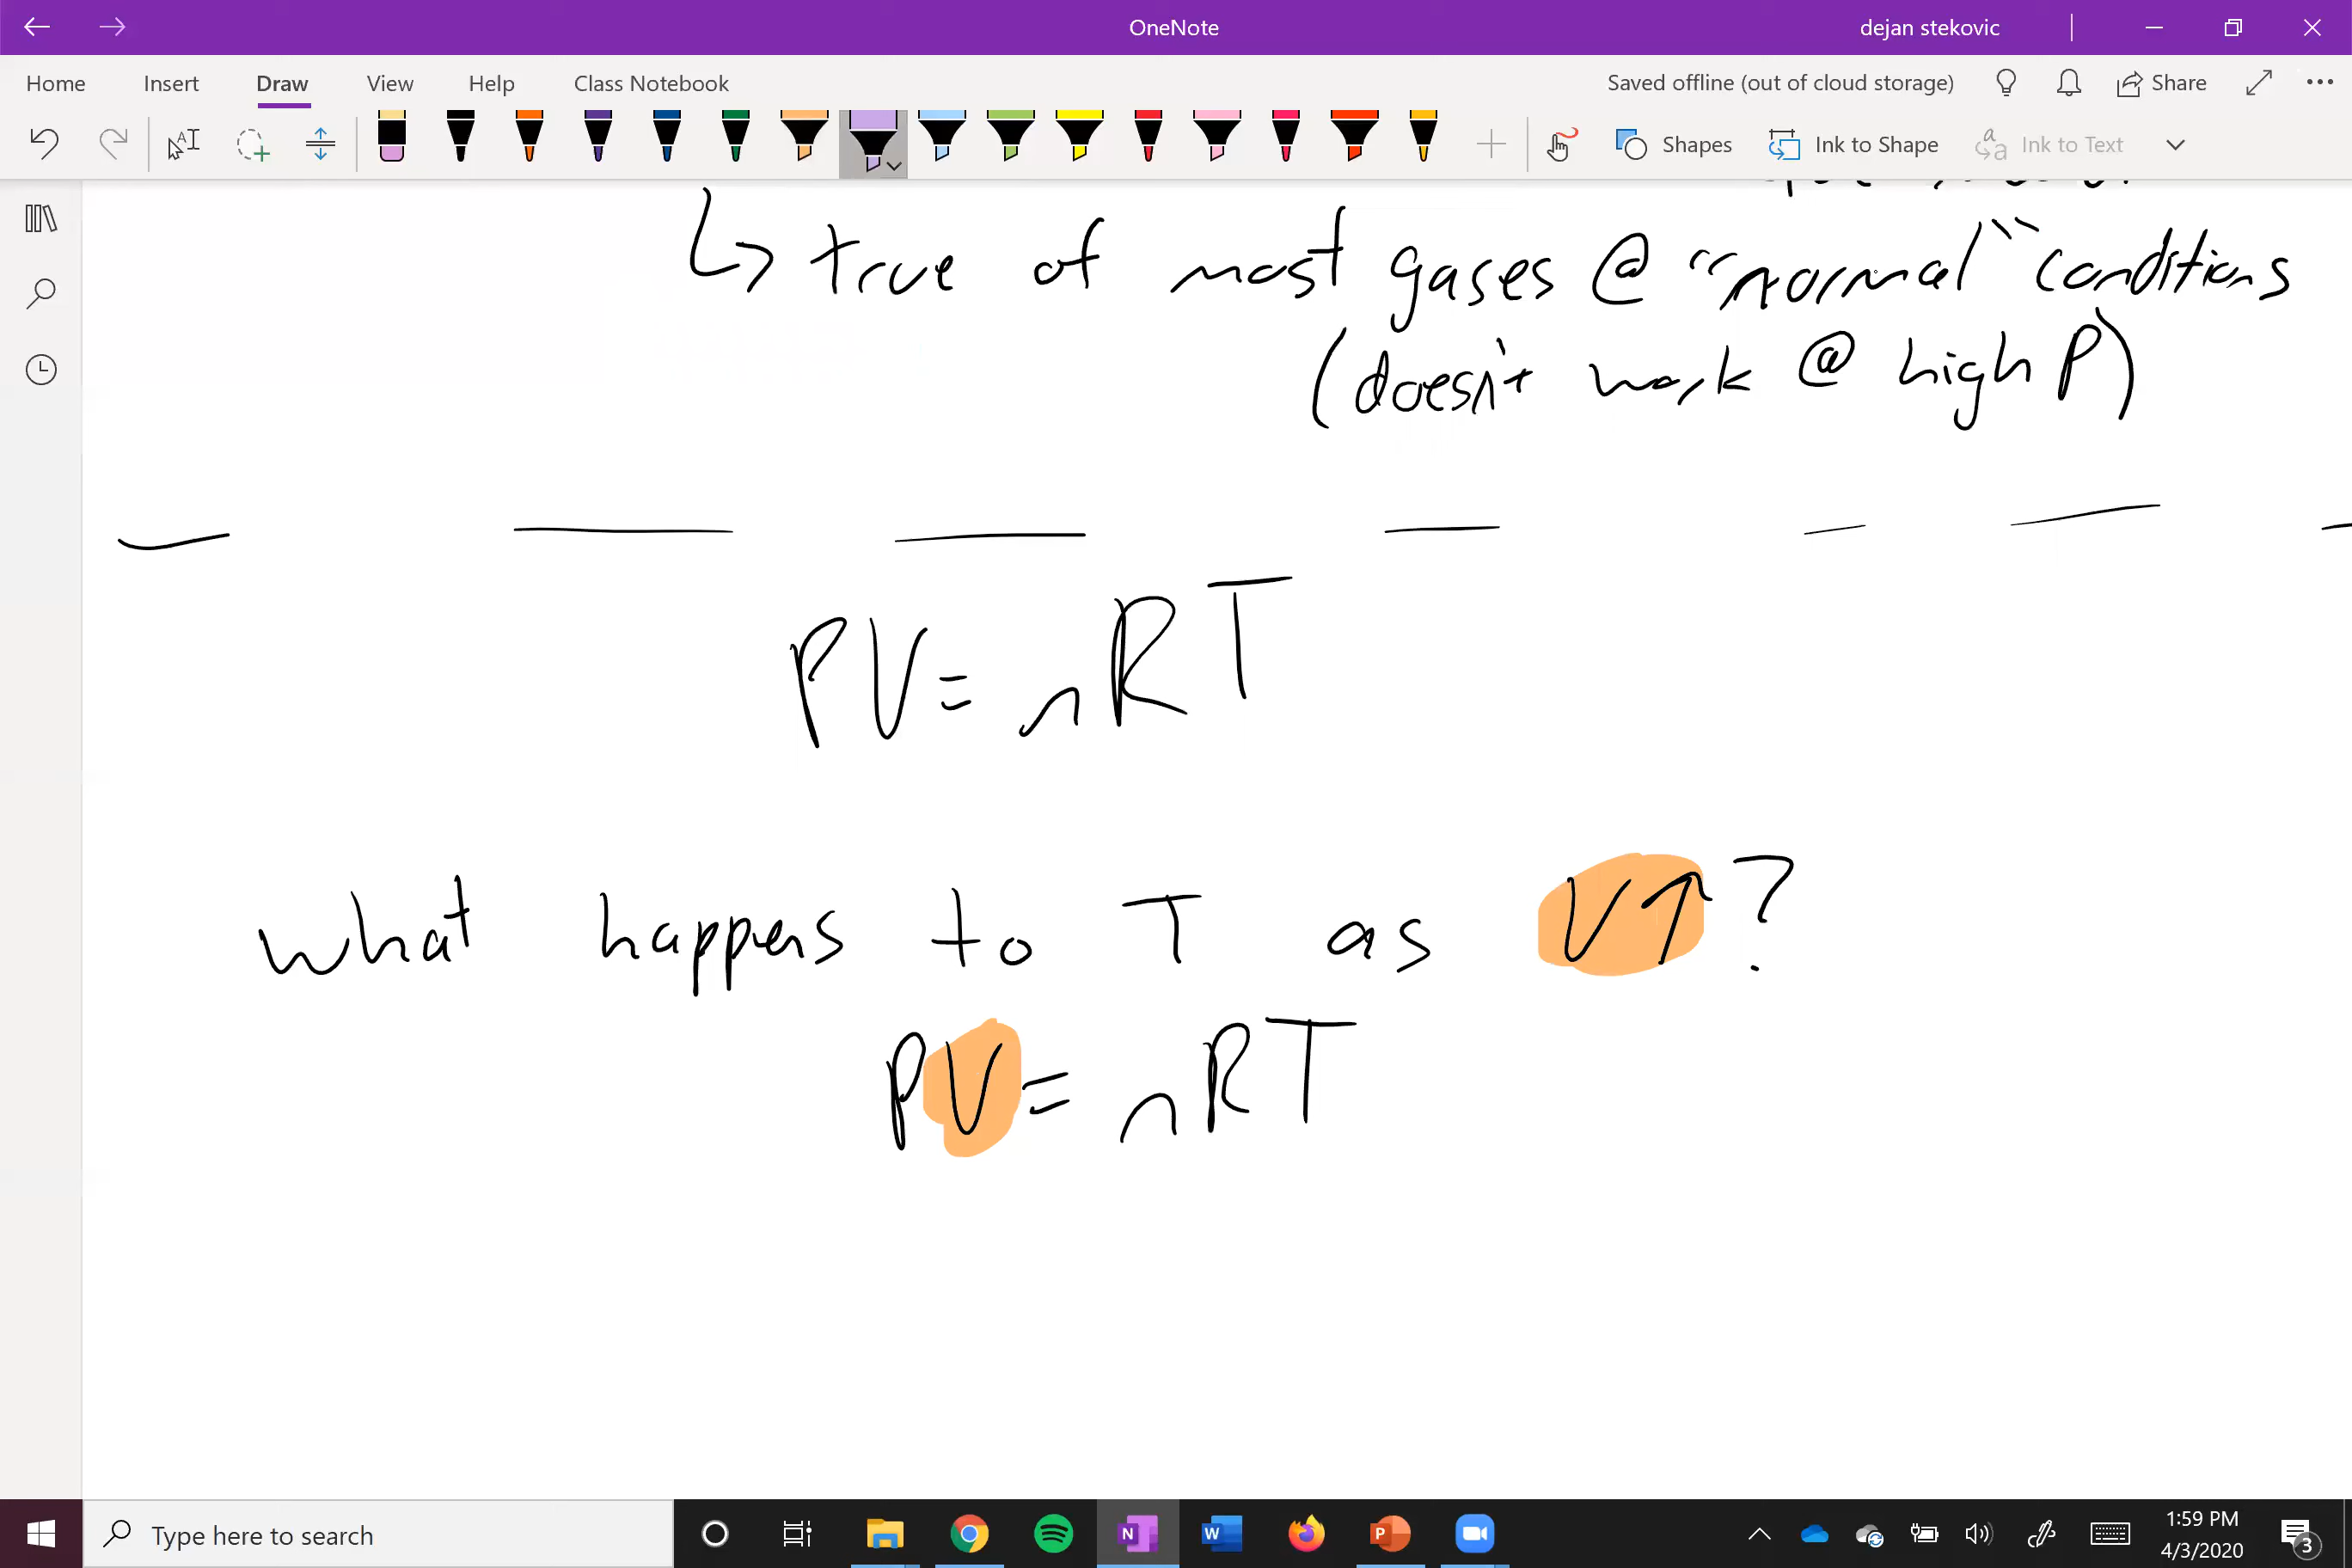 OneNote
dejan stekovic
Home Insert Draw View Help Class Notebook
Saved offline (out of cloud storage) Share
Shapes Ink to Shape Ink to Text
↳ true of most gases @ "normal" conditions
(doesn't work @ high P)
PV = nRT
what happens to T as V↑?
PV = nRT
Type here to search
1:59 PM
4/3/2020
3